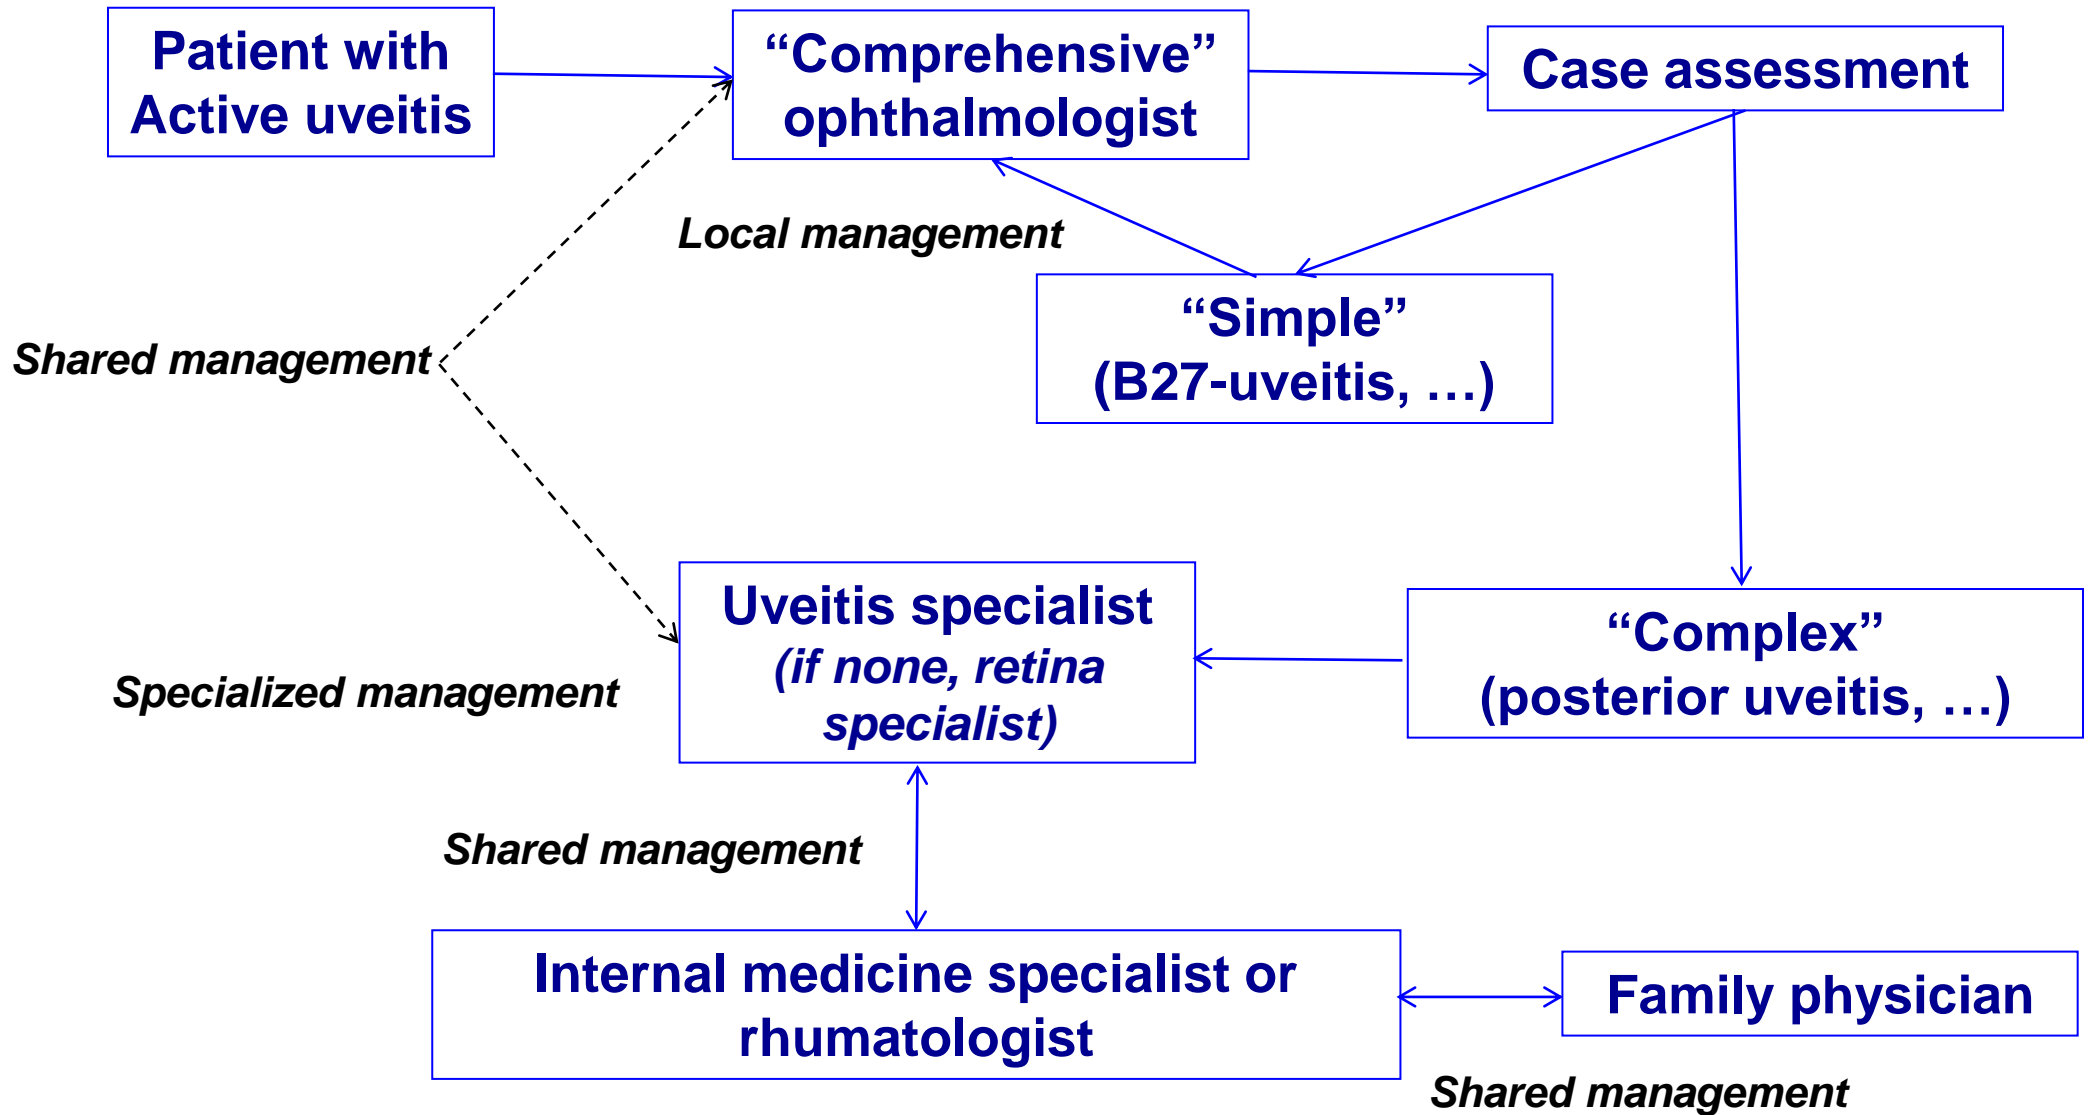 Patient with
Active uveitis
“Comprehensive”
ophthalmologist
Case assessment
Local management
“Simple”
(B27-uveitis, …)
Shared management
Uveitis specialist
(if none, retina
specialist)
“Complex”
(posterior uveitis, …)
Specialized management
Shared management
Internal medicine specialist or
rhumatologist
Family physician
Shared management